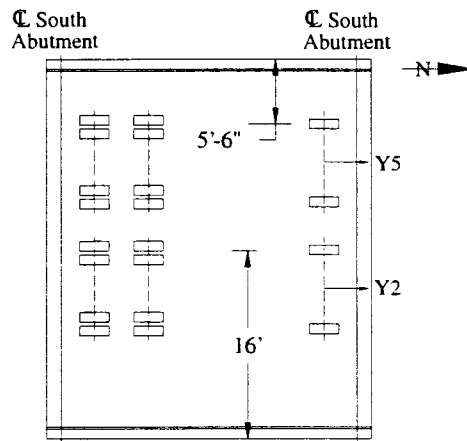 ℄ South
Abutment
℄ South
Abutment
N
5'-6"
Y5
Y2
16'